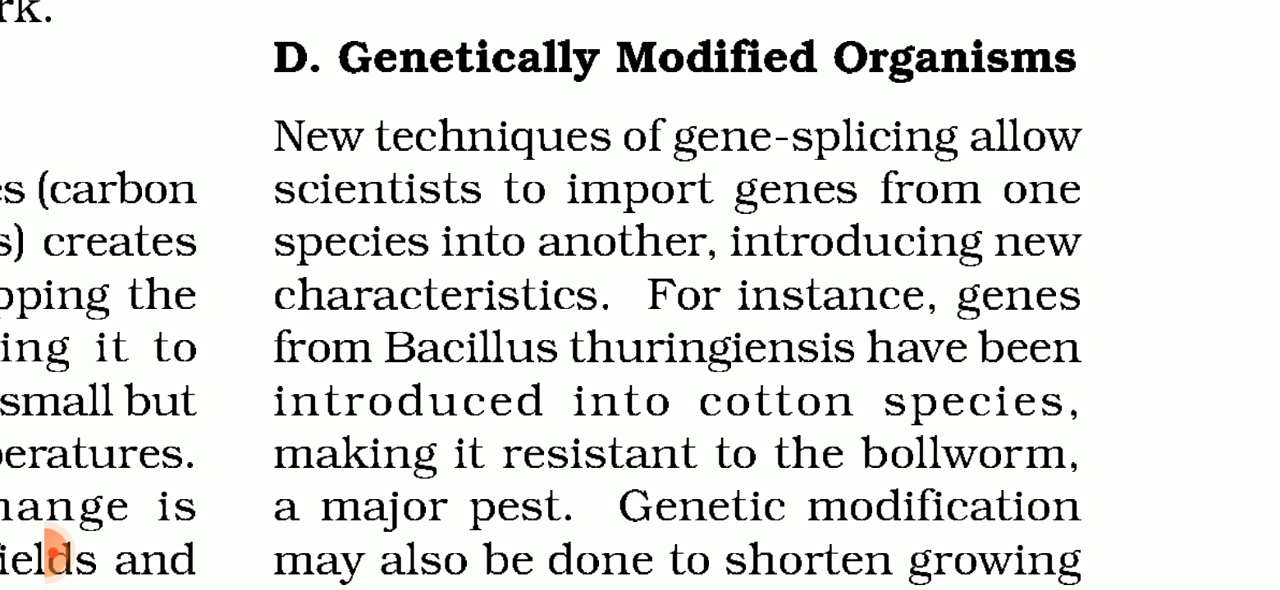 rk.
es (carbon
s) creates
pping the
ing it to
small but
peratures.
hange is
ields and
D. Genetically Modified Organisms
New techniques of gene-splicing allow
scientists to import genes from one
species into another, introducing new
characteristics. For instance, genes
from Bacillus thuringiensis have been
introduced into cotton species,
making it resistant to the bollworm,
a major pest. Genetic modification
may also be done to shorten growing